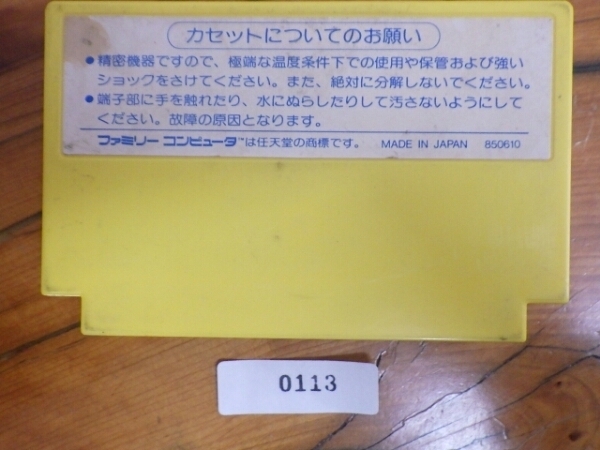 カセットについてのお願い
●精密機器ですので、極端な温度条件下での使用や保管および強い
ショックをさけてください。また、絶対に分解しないでください。
●端子部に手を触れたり、水にぬらしたりして汚さないようにして
ください。故障の原因となります。
ファミリー コンピュータ™は任天堂の商標です。 MADE IN JAPAN 850610
0113